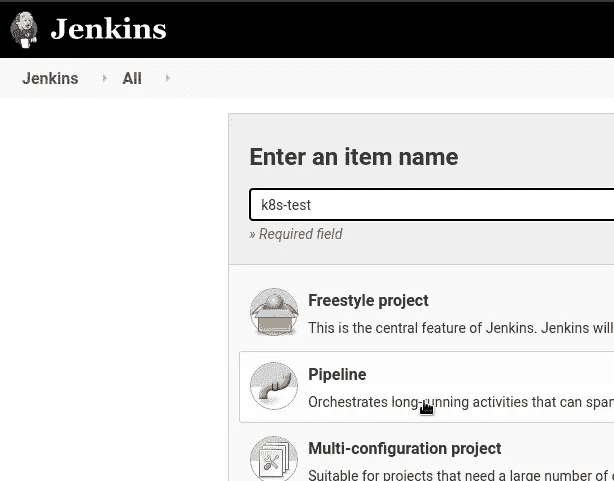 Jenkins
Jenkins All
Enter an item name
k8s-test
» Required field
Freestyle project
This is the central feature of Jenkins. Jenkins will
Pipeline
Orchestrates long-running activities that can span
Multi-configuration project
Suitable for projects that need a large number of